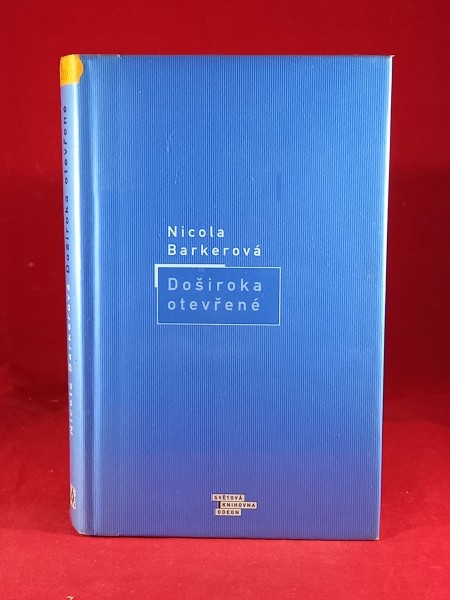 Nicola
Barkerová
Doširoka
otevřené
SVĚTOVÁ
KNIHOVNA
ODEON
Nicola Barkerová Doširoka otevřené